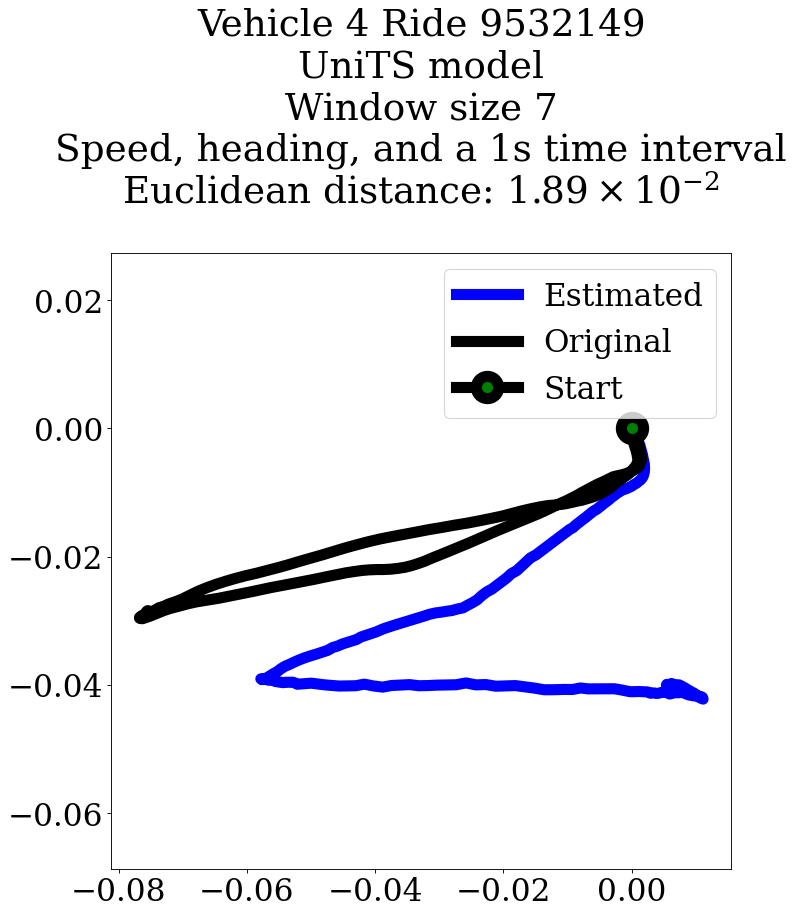 Vehicle 4 Ride 9532149
UniTS model
Window size 7
Speed, heading, and a 1s time interval
Euclidean distance: 1.89 × 10⁻²
Estimated
Original
Start
0.02
0.00
−0.02
−0.04
−0.06
−0.08 −0.06 −0.04 −0.02 0.00